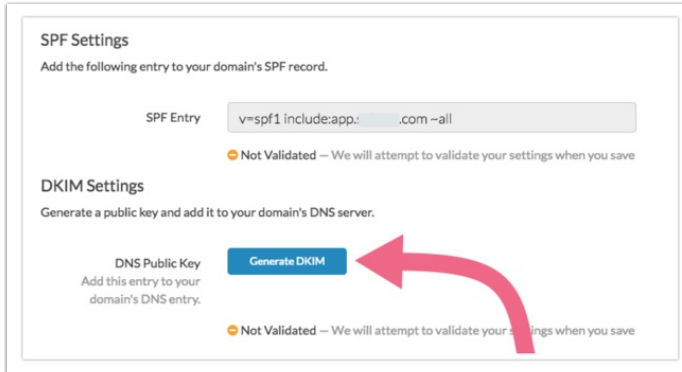 SPF Settings
Add the following entry to your domain's SPF record.
SPF Entry
v=spf1 include:app. .com ~all
Not Validated — We will attempt to validate your settings when you save
DKIM Settings
Generate a public key and add it to your domain's DNS server.
DNS Public Key
Generate DKIM
Add this entry to your
domain's DNS entry.
Not Validated — We will attempt to validate your settings when you save